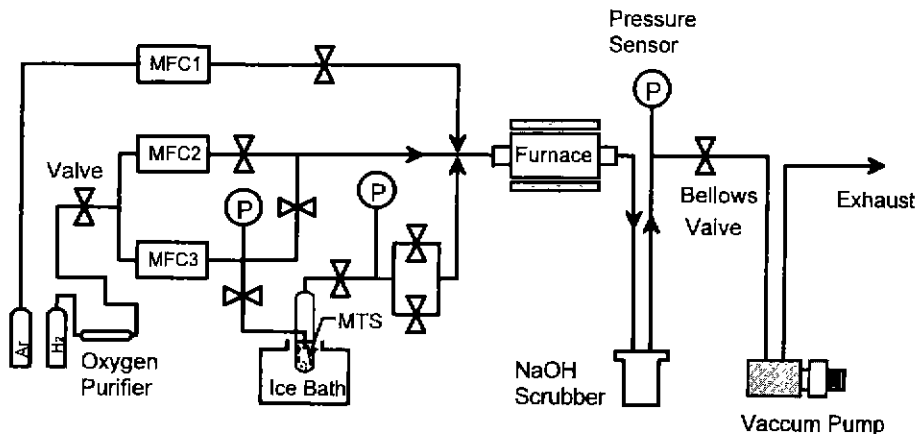 Pressure
Sensor
MFC1
P
MFC2
Furnace
Valve
P
P
Bellows
Valve
Exhaust
MFC3
Ar
H2
MTS
Oxygen
Purifier
Ice Bath
NaOH
Scrubber
Vaccum Pump